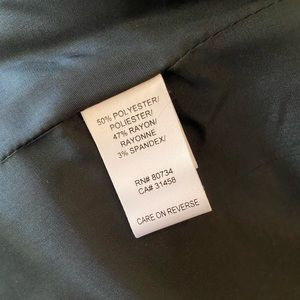 50% POLYESTER/
POLIESTER/
47% RAYON/
RAYONNE
3% SPANDEX/
RN# 80734
CA# 31458
CARE ON REVERSE